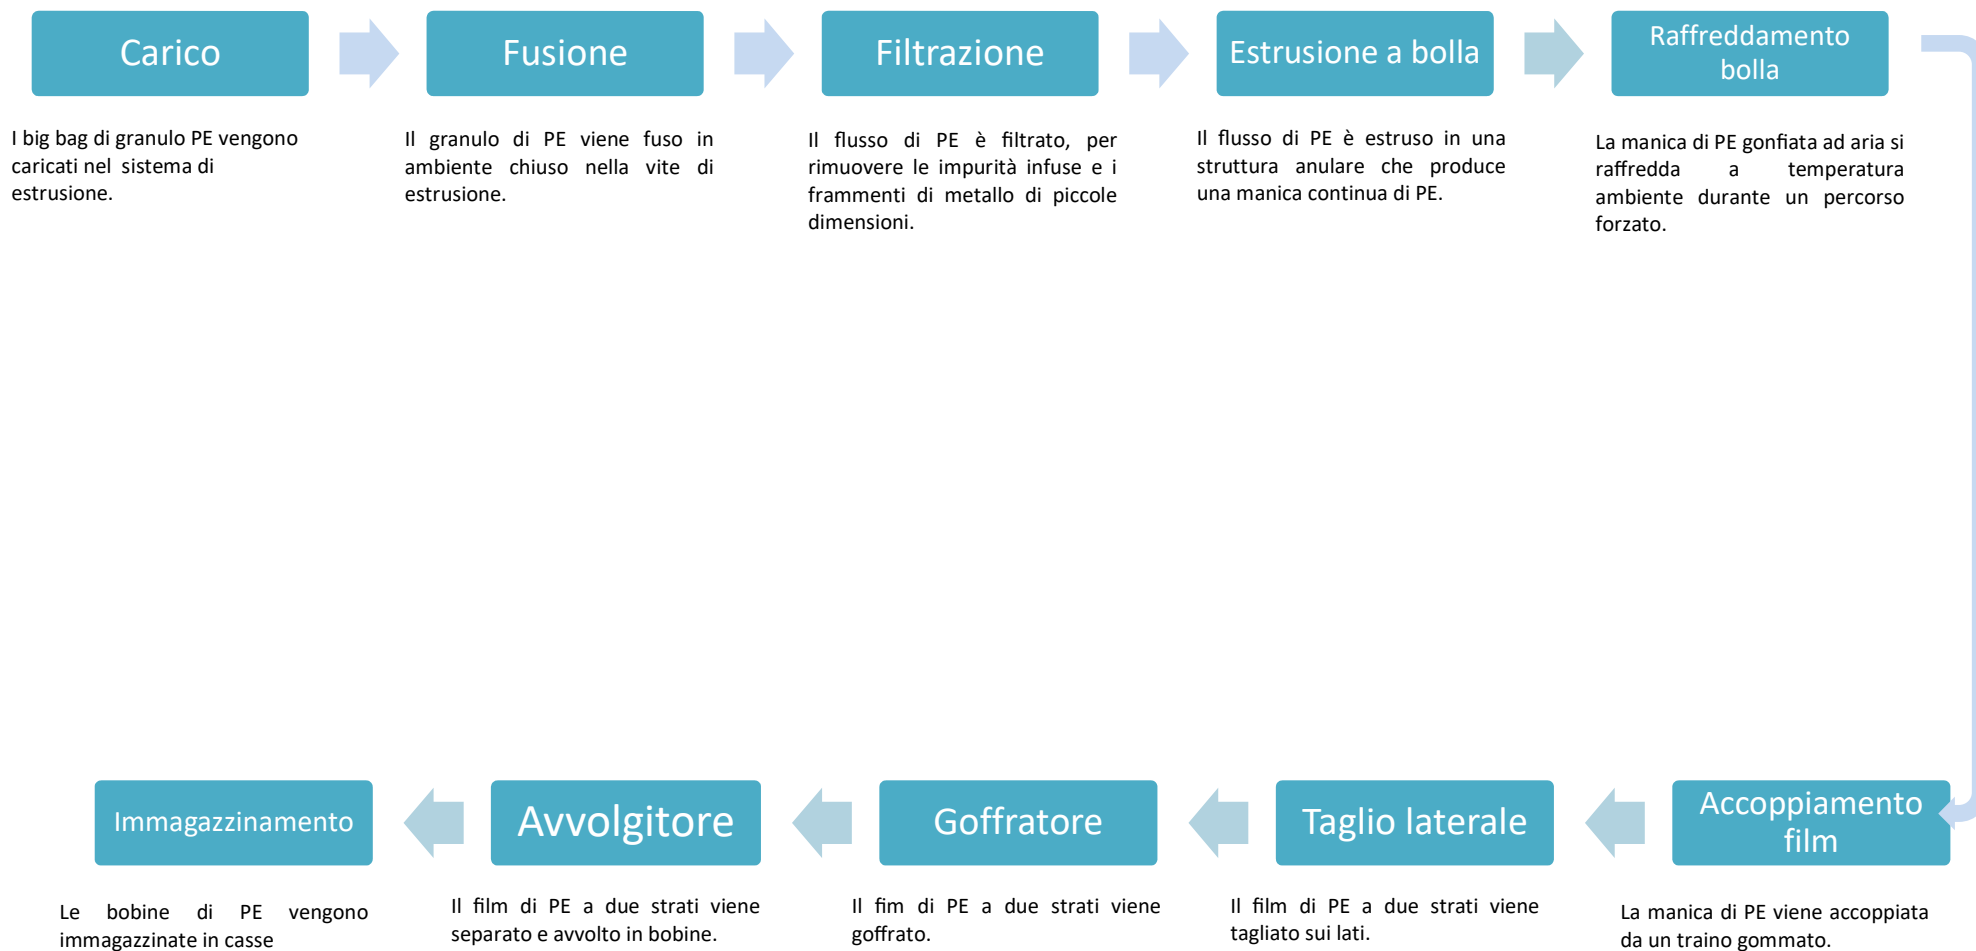 Carico
Fusione
Filtrazione
Estrusione a bolla
Raffreddamento
bolla
I big bag di granulo PE vengono
caricati nel sistema di
estrusione.
Il granulo di PE viene fuso in
ambiente chiuso nella vite di
estrusione.
Il flusso di PE è filtrato, per
rimuovere le impurità infuse e i
frammenti di metallo di piccole
dimensioni.
Il flusso di PE è estruso in una
struttura anulare che produce
una manica continua di PE.
La manica di PE gonfiata ad aria si
raffredda a temperatura
ambiente durante un percorso
forzato.
Accoppiamento
film
Taglio laterale
Goffratore
Avvolgitore
Immagazzinamento
La manica di PE viene accoppiata
da un traino gommato.
Il film di PE a due strati viene
tagliato sui lati.
Il fim di PE a due strati viene
goffrato.
Il film di PE a due strati viene
separato e avvolto in bobine.
Le bobine di PE vengono
immagazzinate in casse